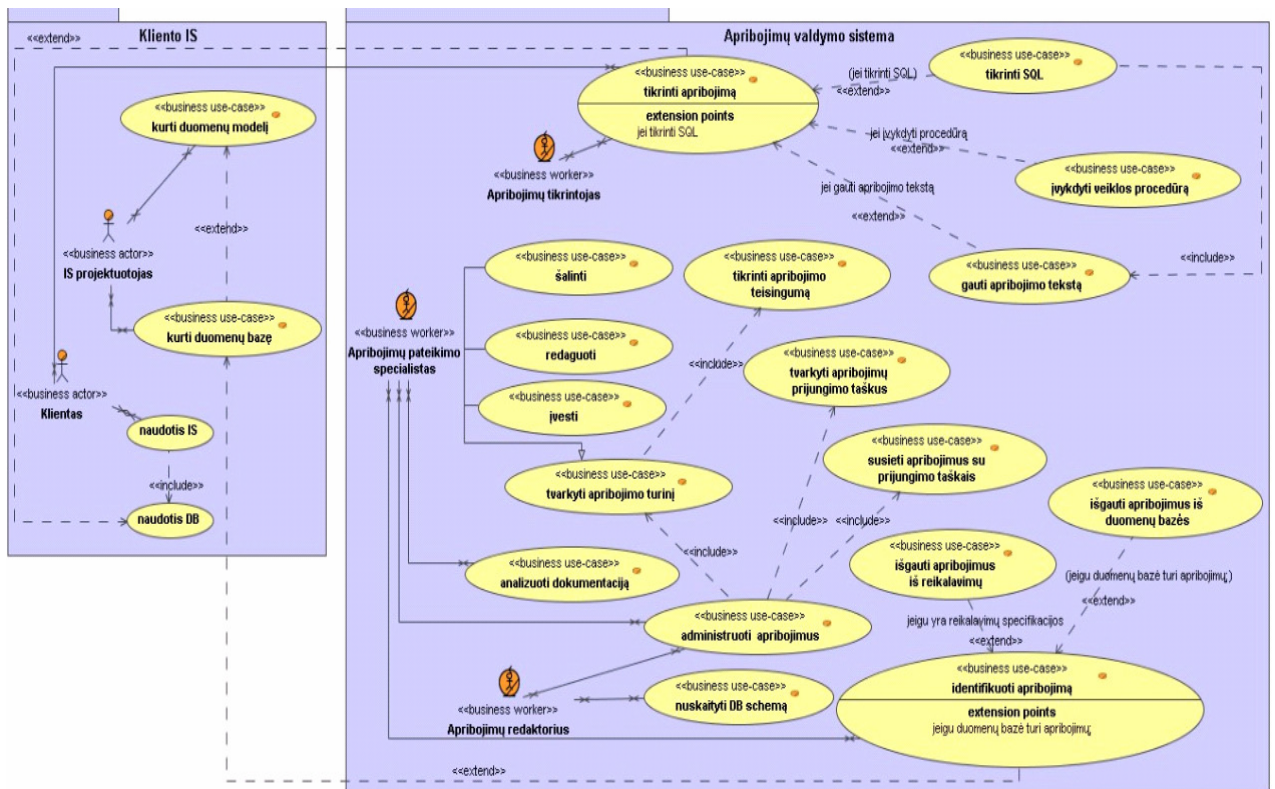 Kliento IS
<<extend>>
<<business use-case>>
kurti duomenų modelį
<<extend>>
<<business actor>>
IS projektuotojas
<<business use-case>>
kurti duomenų bazę
<<business actor>>
Klientas
naudotis IS
<<include>>
naudotis DB
Apribojimų valdymo sistema
<<business use-case>>
tikrinti apribojimą
extension points
jei tikrinti SQL
(jei tikrinti SQL)
<<extend>>
<<business use-case>>
tikrinti SQL
<<business worker>>
Apribojimų tikrintojas
jei įvykdyti procedūrą
<<extend>>
<<business use-case>>
įvykdyti veiklos procedūrą
jei gauti apribojimo tekstą
<<extend>>
<<business use-case>>
gauti apribojimo tekstą
<<include>>
<<business use-case>>
šalinti
<<business use-case>>
tikrinti apribojimo
teisingumą
<<business worker>>
Apribojimų pateikimo
specialistas
<<business use-case>>
redaguoti
<<include>>
<<business use-case>>
tvarkyti apribojimų
prijungimo taškus
<<business use-case>>
įvesti
<<business use-case>>
tvarkyti apribojimo turinį
<<business use-case>>
susieti apribojimus su
prijungimo taškais
<<business use-case>>
išgauti apribojimus iš
duomenų bazės
<<include>>
<<include>>
<<include>>
<<business use-case>>
analizuoti dokumentaciją
<<business use-case>>
išgauti apribojimus
iš reikalavimų
(jeigu duomenų bazė turi apribojimų;)
<<extend>>
<<business use-case>>
administruoti apribojimus
jeigu yra reikalavimų specifikacijos
<<extend>>
<<business worker>>
Apribojimų redaktorius
<<business use-case>>
nuskaityti DB schemą
<<business use-case>>
identifikuoti apribojimą
extension points
jeigu duomenų bazė turi apribojimų;
<<extend>>